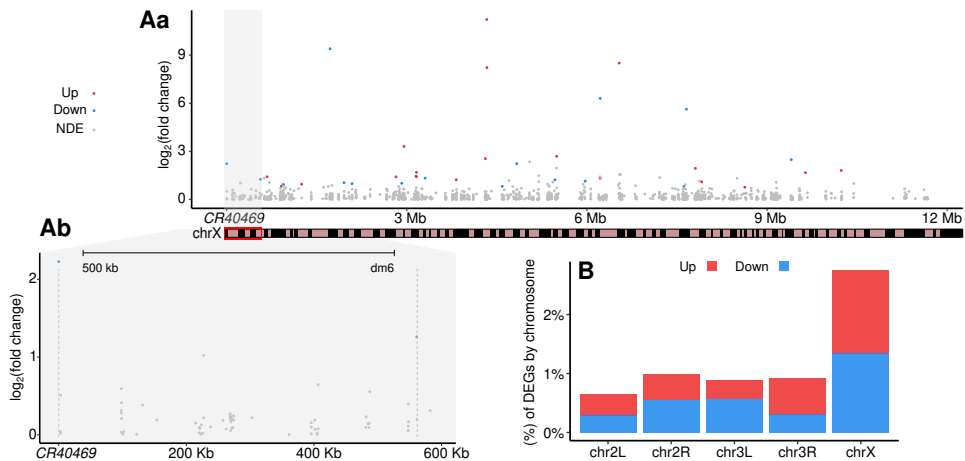 Aa
log2(fold change)
9
6
3
0
Up
Down
NDE
CR40469
3 Mb
6 Mb
9 Mb
12 Mb
chrX
Ab
500 kb
dm6
log2(fold change)
2
1
0
CR40469
200 Kb
400 Kb
600 Kb
B
Up
Down
(%) of DEGs by chromosome
2%
1%
0%
chr2L
chr2R
chr3L
chr3R
chrX